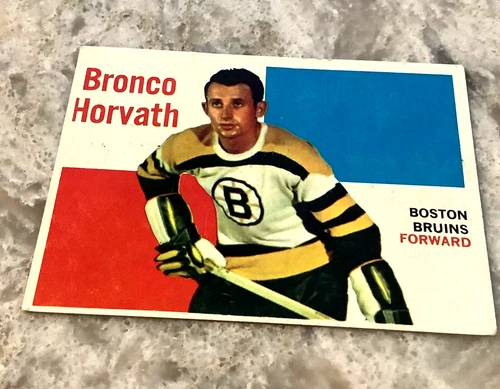 Bronco
Horvath
B
BOSTON
BRUINS
FORWARD